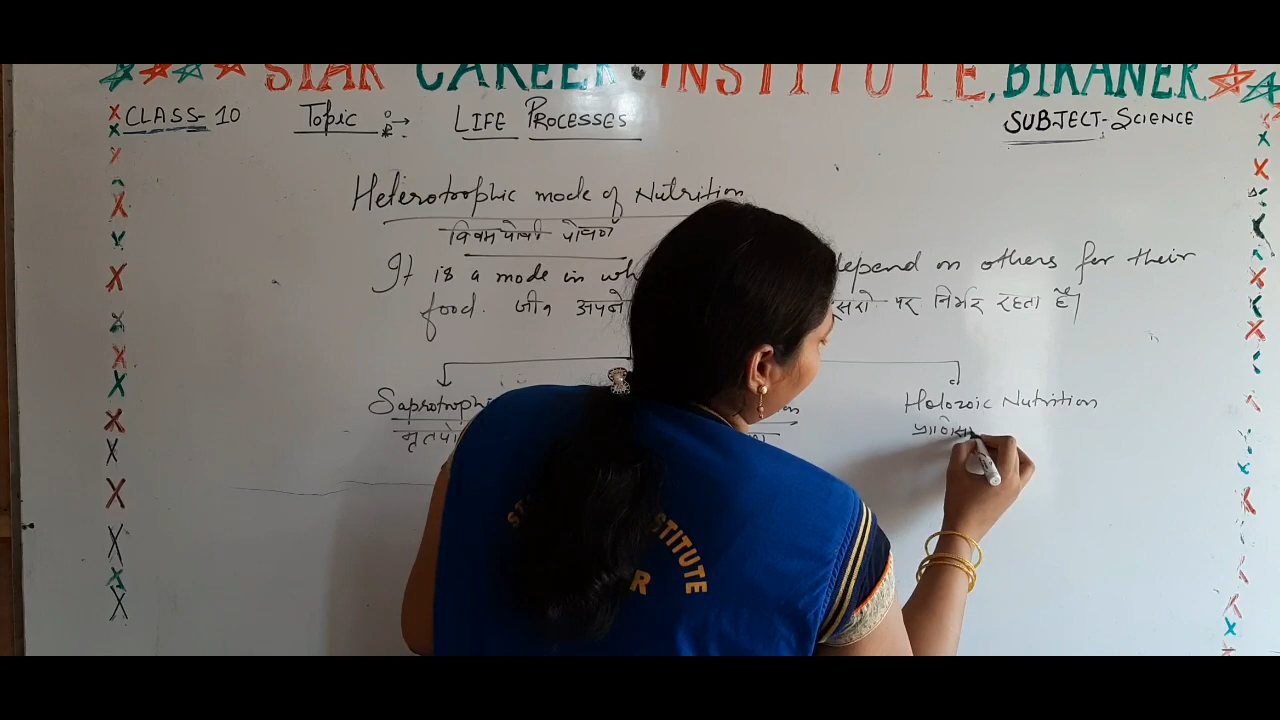 STAR CAREER INSTITUTE, BIKANER
CLASS-10 Topic → LIFE PROCESSES SUBJECT-Science
Heterotrophic mode of Nutrition
विषमपोषी पोषण
It is a mode in wh depend on others for their
food. जीव अपने पर निर्भर रहता है।
Saprotrophi Holozoic Nutrition
मृतपो
INSTITUTE